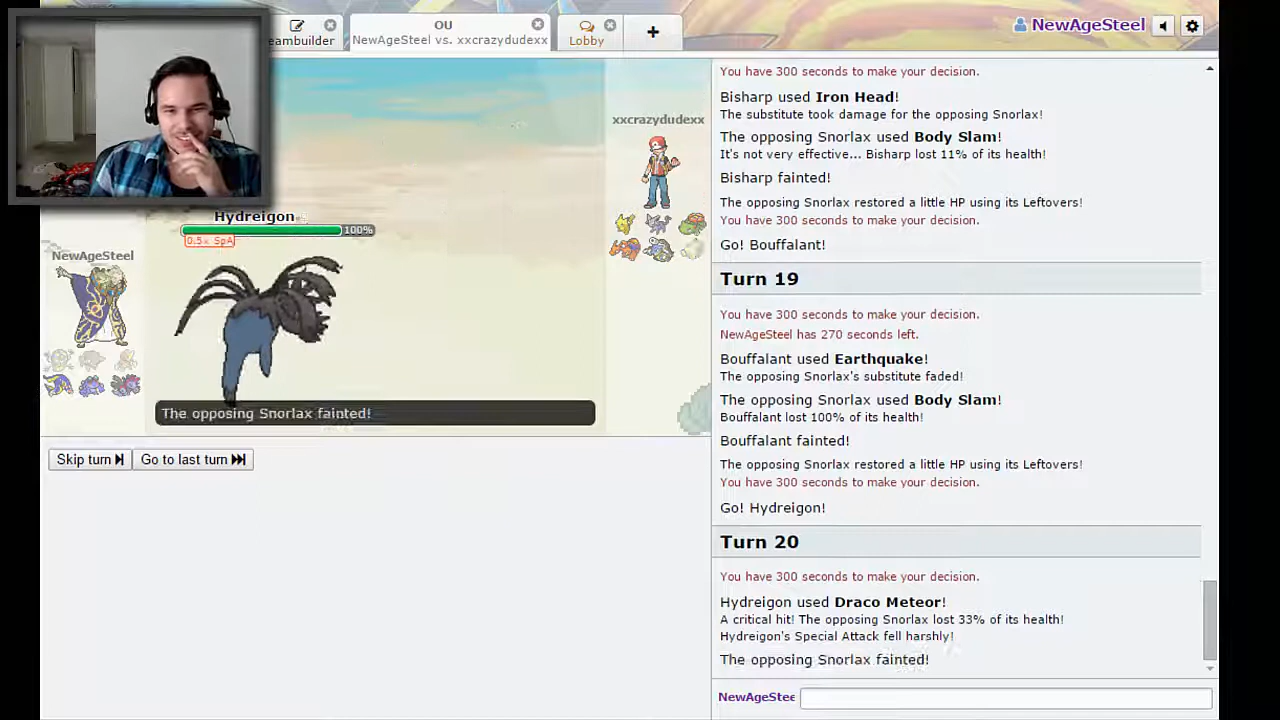 eambuilder
OU
NewAgeSteel vs. xxcrazydudexx
Lobby
+
NewAgeSteel
xxcrazydudexx
Hydreigon
100%
0.5x SpA
NewAgeSteel
The opposing Snorlax fainted!
Skip turn
Go to last turn
You have 300 seconds to make your decision.
Bisharp used Iron Head!
The substitute took damage for the opposing Snorlax!
The opposing Snorlax used Body Slam!
It's not very effective... Bisharp lost 11% of its health!
Bisharp fainted!
The opposing Snorlax restored a little HP using its Leftovers!
You have 300 seconds to make your decision.
Go! Bouffalant!
Turn 19
You have 300 seconds to make your decision.
NewAgeSteel has 270 seconds left.
Bouffalant used Earthquake!
The opposing Snorlax's substitute faded!
The opposing Snorlax used Body Slam!
Bouffalant lost 100% of its health!
Bouffalant fainted!
The opposing Snorlax restored a little HP using its Leftovers!
You have 300 seconds to make your decision.
Go! Hydreigon!
Turn 20
You have 300 seconds to make your decision.
Hydreigon used Draco Meteor!
A critical hit! The opposing Snorlax lost 33% of its health!
Hydreigon's Special Attack fell harshly!
The opposing Snorlax fainted!
NewAgeStee